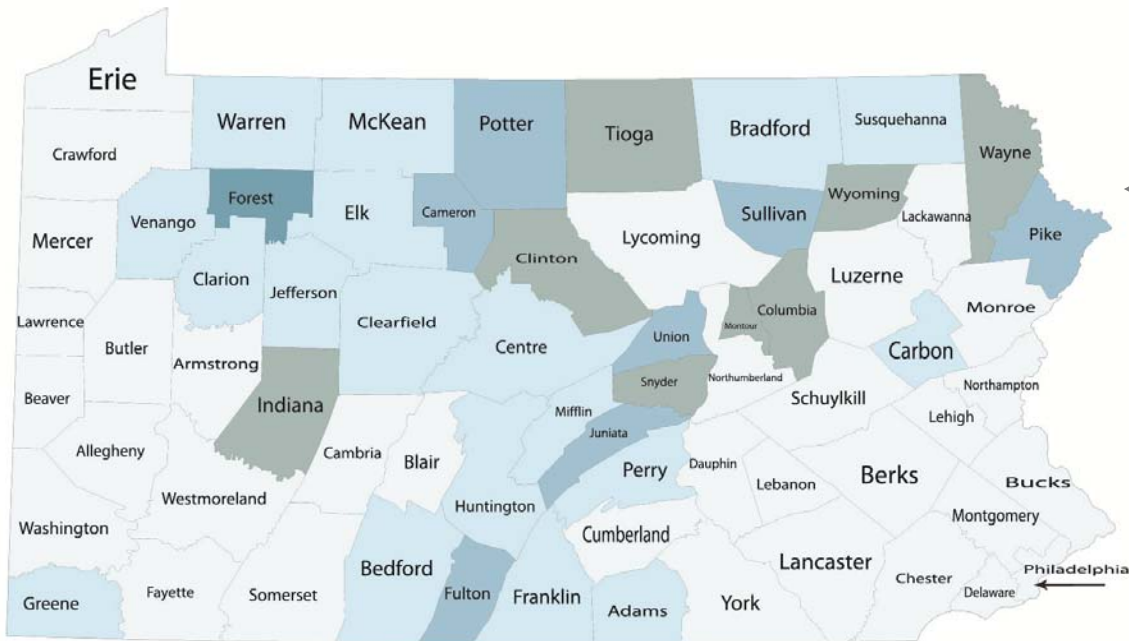 Erie
Warren
McKean
Potter
Tioga
Bradford
Susquehanna
Wayne
Crawford
Forest
Venango
Elk
Cameron
Sullivan
Wyoming
Lackawanna
Pike
Mercer
Lycoming
Clinton
Clarion
Jefferson
Luzerne
Lawrence
Clearfield
Columbia
Monroe
Butler
Montour
Union
Centre
Carbon
Armstrong
Northumberland
Snyder
Northampton
Beaver
Indiana
Schuylkill
Mifflin
Lehigh
Juniata
Allegheny
Cambria
Blair
Perry
Dauphin
Berks
Lebanon
Bucks
Westmoreland
Huntington
Washington
Cumberland
Montgomery
Bedford
Lancaster
Philadelphia
Greene
Fayette
Somerset
Fulton
Franklin
Adams
York
Chester
Delaware